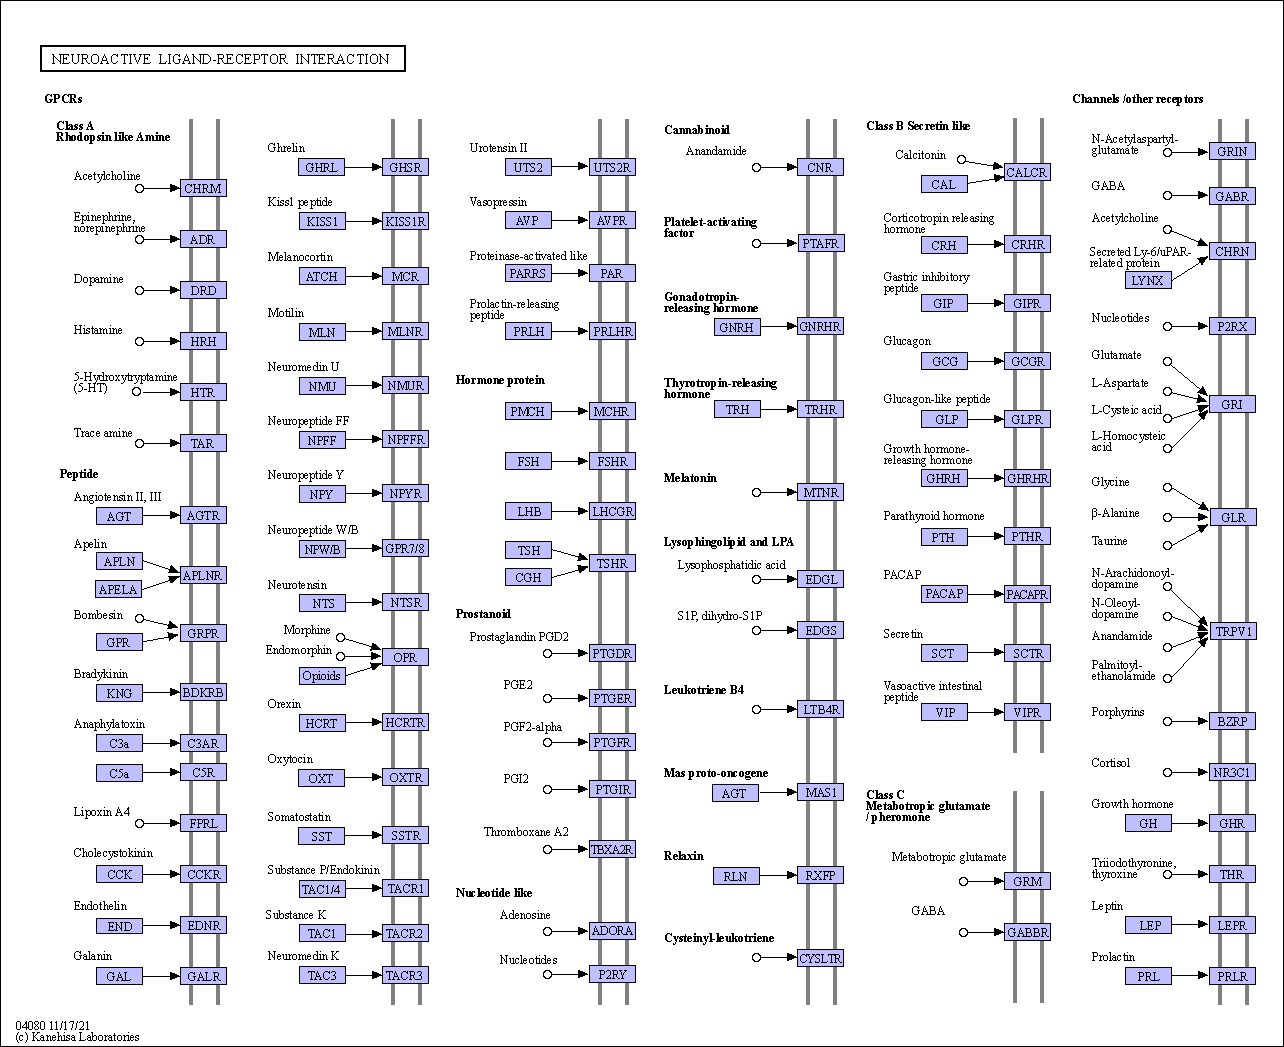 NEUROACTIVE LIGAND-RECEPTOR INTERACTION
GPCRs
Class A
Rhodopsin like Amine
Acetylcholine
CHRM
Epinephrine,
norepinephrine
ADR
Dopamine
DRD
Histamine
HRH
5-Hydroxytryptamine
(5-HT)
HTR
Trace amine
TAR
Peptide
Angiotensin II, III
AGT
AGTR
Apelin
APLN
APELA
APLNR
Bombesin
GPR
GRPR
Bradykinin
KNG
BDKRB
Anaphylatoxin
C3a
C3AR
C5a
C5R
Lipoxin A4
FPRL
Cholecystokinin
CCK
CCKR
Endothelin
END
EDNR
Galanin
GAL
GALR
Ghrelin
GHRL
GHSR
Kiss1 peptide
KISS1
KISS1R
Melanocortin
ATCH
MCR
Motilin
MLN
MLNR
Neuromedin U
NMU
NMUR
Neuropeptide FF
NPFF
NPFFR
Neuropeptide Y
NPY
NPYR
Neuropeptide W/B
NPW/B
GPR7/8
Neurotensin
NTS
NTSR
Morphine
Endomorphin
Opioids
OPR
Orexin
HCRT
HCRTR
Oxytocin
OXT
OXTR
Somatostatin
SST
SSTR
Substance P/Endokinin
TAC1/4
TACR1
Substance K
TAC1
TACR2
Neuromedin K
TAC3
TACR3
Urotensin II
UTS2
UTS2R
Vasopressin
AVP
AVPR
Proteinase-activated like
PARRS
PAR
Prolactin-releasing
peptide
PRLH
PRLHR
Hormone protein
PMCH
MCHR
FSH
FSHR
LHB
LHCGR
TSH
CGH
TSHR
Prostanoid
Prostaglandin PGD2
PTGDR
PGE2
PTGER
PGF2-alpha
PTGFR
PGI2
PTGIR
Thromboxane A2
TBXA2R
Nucleotide like
Adenosine
ADORA
Nucleotides
P2RY
Cannabinoid
Anandamide
CNR
Platelet-activating
factor
PTAFR
Gonadotropin-
releasing hormone
GNRH
GNRHR
Thyrotropin-releasing
hormone
TRH
TRHR
Melatonin
MTNR
Lysophingolipid and LPA
Lysophosphatidic acid
EDGL
S1P, dihydro-S1P
EDGS
Leukotriene B4
LTB4R
Mas proto-oncogene
AGT
MAS1
Relaxin
RLN
RXFP
Cysteinyl-leukotriene
CYSLTR
Class B Secretin like
Calcitonin
CAL
CALCR
Corticotropin releasing
hormone
CRH
CRHR
Gastric inhibitory
peptide
GIP
GIPR
Glucagon
GCG
GCGR
Glucagon-like peptide
GLP
GLPR
Growth hormone-
releasing hormone
GHRH
GHRHR
Parathyroid hormone
PTH
PTHR
PACAP
PACAP
PACAPR
Secretin
SCT
SCTR
Vasoactive intestinal
peptide
VIP
VIPR
Class C
Metabotropic glutamate
/ pheromone
Metabotropic glutamate
GRM
GABA
GABBR
Channels /other receptors
N-Acetylaspartyl-
glutamate
GRIN
GABA
GABR
Acetylcholine
CHRN
Secreted Ly-6/uPAR-
related protein
LYNX
Nucleotides
P2RX
Glutamate
L-Aspartate
L-Cysteic acid
L-Homocysteic
acid
GRI
Glycine
β-Alanine
Taurine
GLR
N-Arachidonoyl-
dopamine
N-Oleoyl-
dopamine
Anandamide
Palmitoyl-
ethanolamide
TRPV1
Porphyrins
BZRP
Cortisol
NR3C1
Growth hormone
GH
GHR
Triiodothyronine,
thyroxine
THR
Leptin
LEP
LEPR
Prolactin
PRL
PRLR
04080 11/17/21
(c) Kanehisa Laboratories